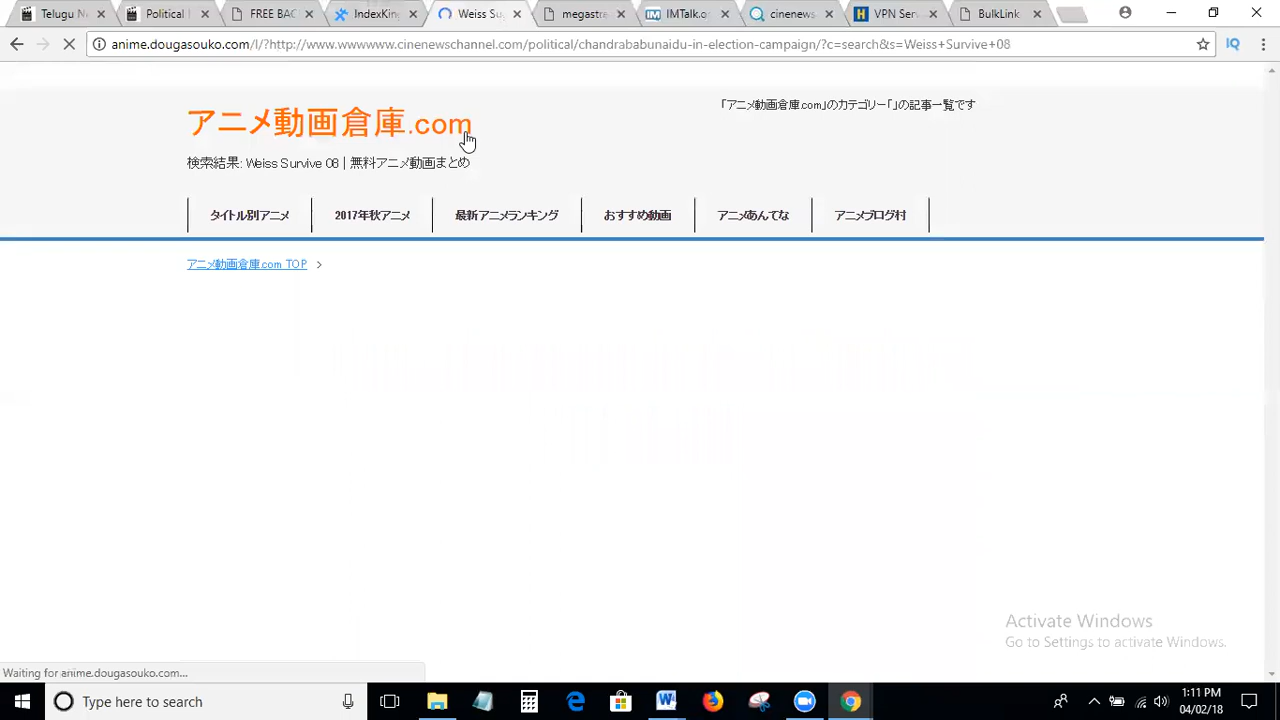 Telugu Ne
Political
FREE BAC
IndexKing
Weiss Su
megastre
IMTalk.o
cinenews
VPN Serv
BulkLink
anime.dougasouko.com/l/?http://www.wwwwww.cinenewschannel.com/political/chandrababunaidu-in-election-campaign/?c=search&s=Weiss+Survive+08
アニメ動画倉庫.com
「アニメ動画倉庫.com」のカテゴリー「」の記事一覧です
検索結果: Weiss Survive 08 | 無料アニメ動画まとめ
タイトル別アニメ
2017年秋アニメ
最新アニメランキング
おすすめ動画
アニメあんてな
アニメブログ村
アニメ動画倉庫.com TOP >
Activate Windows
Go to Settings to activate Windows.
Waiting for anime.dougasouko.com...
Type here to search
1:11 PM
04/02/18